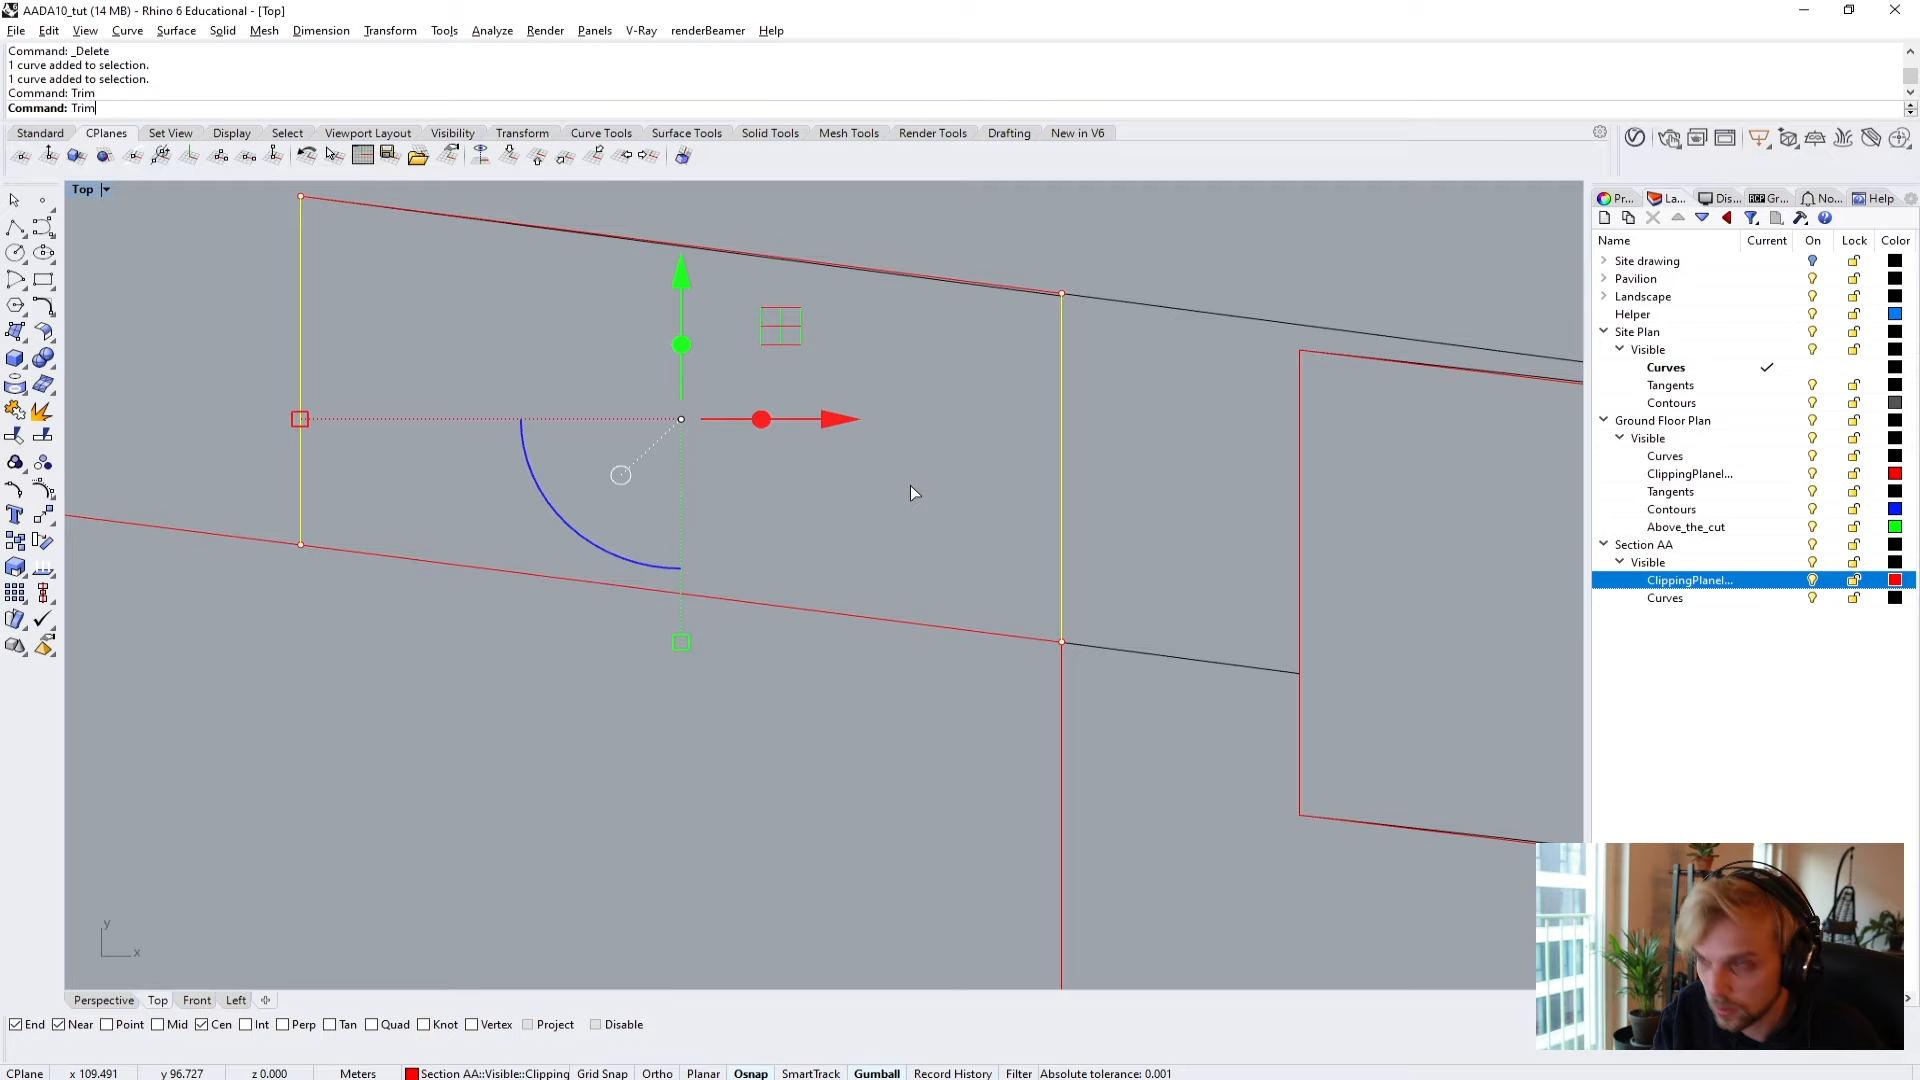 AADA10_tut (14 MB) - Rhino 6 Educational - [Top]
File Edit View Curve Surface Solid Mesh Dimension Transform Tools Analyze Render Panels V-Ray renderBeamer Help
Command: _Delete
1 curve added to selection.
1 curve added to selection.
Command: Trim
Command: Trim
Standard CPlanes Set View Display Select Viewport Layout Visibility Transform Curve Tools Surface Tools Solid Tools Mesh Tools Render Tools Drafting New in V6
Top
Pr... La... Dis... RCP Gr... No... Help
Name Current On Lock Color
Site drawing
Pavilion
Landscape
Helper
Site Plan
Visible
Curves
Tangents
Contours
Ground Floor Plan
Visible
Curves
ClippingPlanel...
Tangents
Contours
Above_the_cut
Section AA
Visible
ClippingPlanel...
Curves
y
x
Perspective Top Front Left
End Near Point Mid Cen Int Perp Tan Quad Knot Vertex Project Disable
CPlane x 109.491 y 96.727 z 0.000 Meters Section AA::Visible::Clipping Grid Snap Ortho Planar Osnap SmartTrack Gumball Record History Filter Absolute tolerance: 0.001